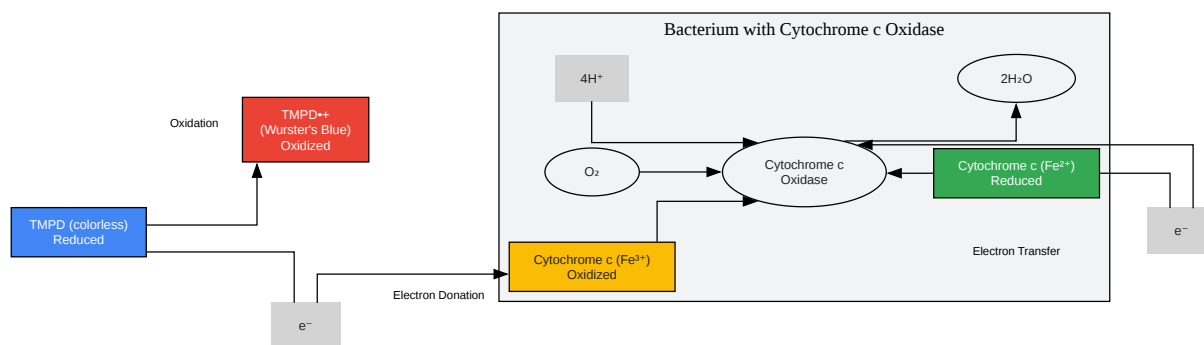 Bacterium with Cytochrome c Oxidase
4H⁺
2H₂O
TMPD•+
(Wurster's Blue)
Oxidized
Oxidation
O₂
Cytochrome c
Oxidase
Cytochrome c (Fe²⁺)
Reduced
TMPD (colorless)
Reduced
e⁻
Electron Transfer
Cytochrome c (Fe³⁺)
Oxidized
Electron Donation
e⁻